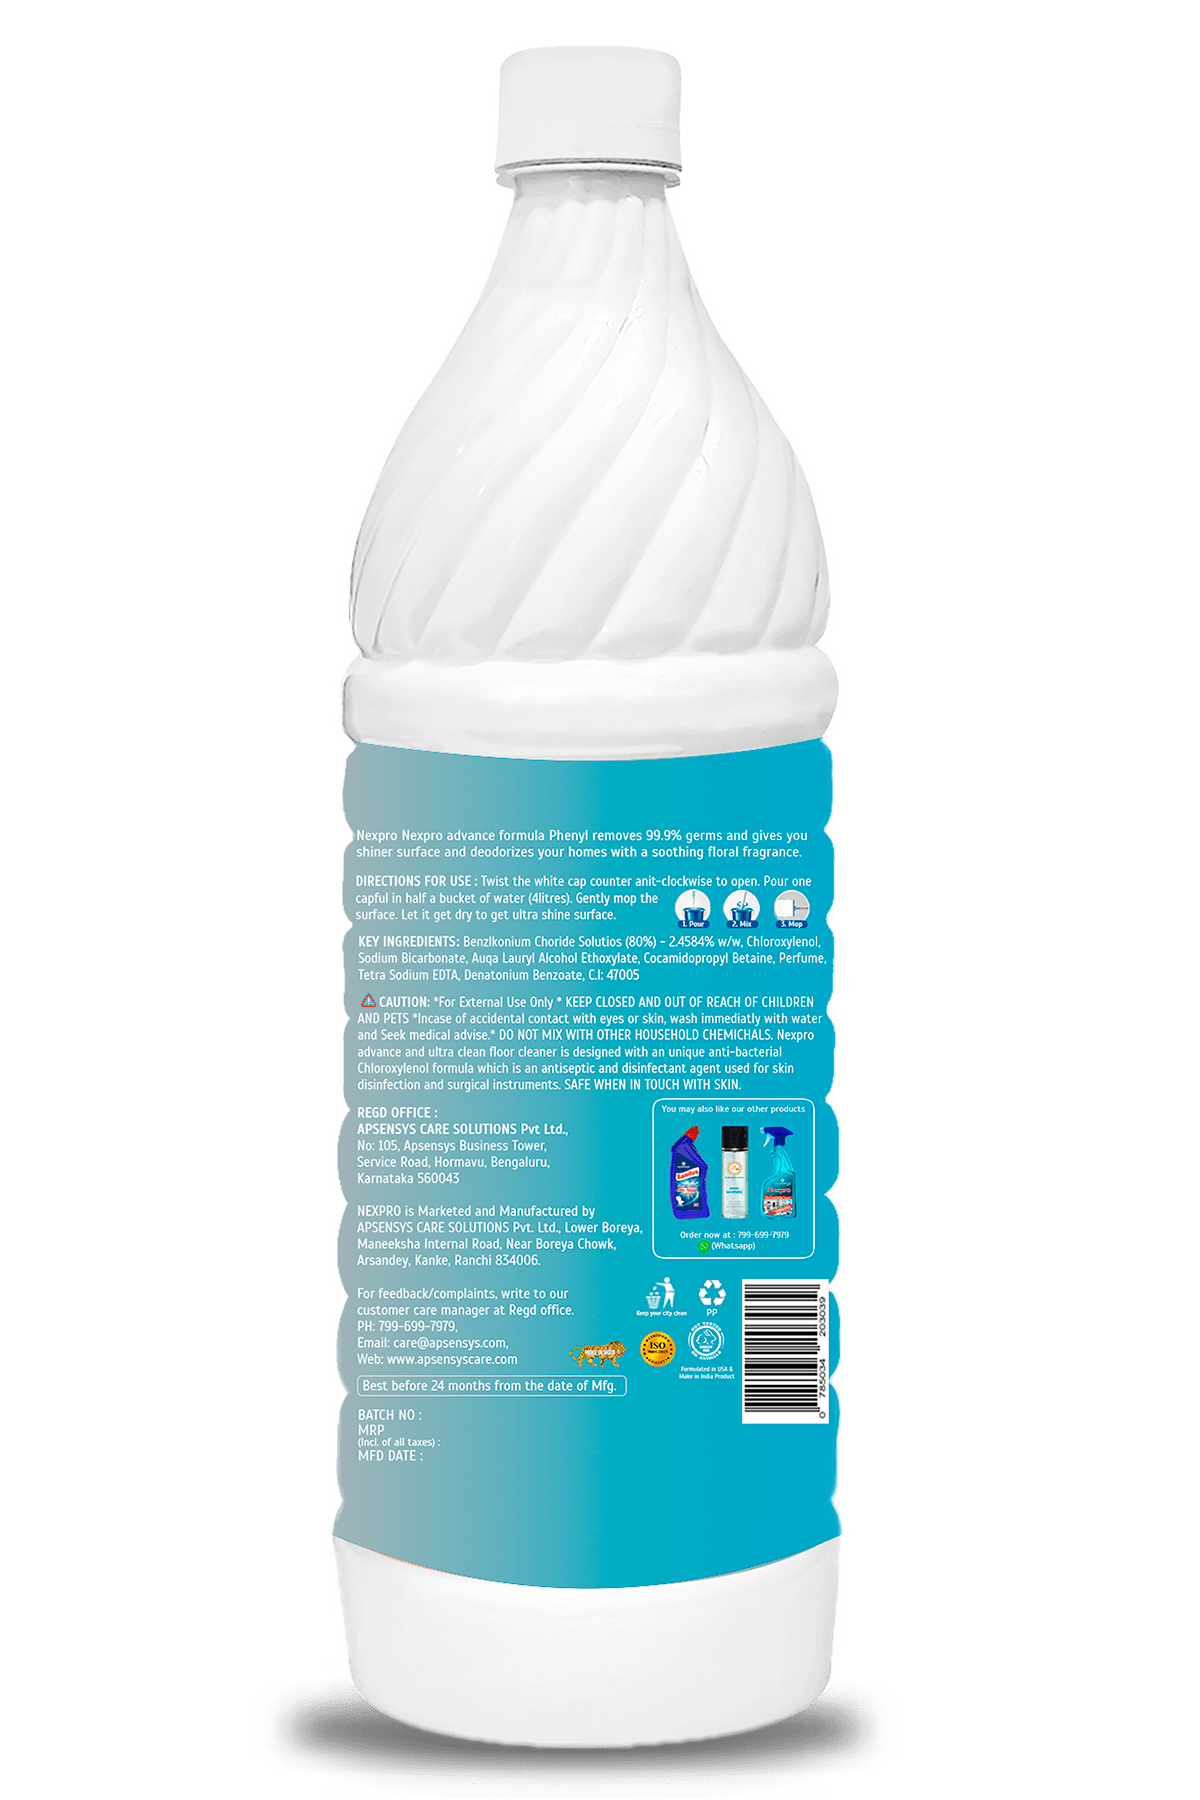 Nexpro Nexpro advance formula Phenyl removes 99.9% germs and gives you
shiner surface and deodorizes your homes with a soothing floral fragrance.
DIRECTIONS FOR USE : Twist the white cap counter anit-clockwise to open. Pour one
capful in half a bucket of water (4litres). Gently mop the
surface. Let it get dry to get ultra shine surface.
1. Pour
2. Mix
3. Mop
KEY INGREDIENTS: Benzlkonium Choride Solutios (80%) - 2.4584% w/w, Chloroxylenol,
Sodium Bicarbonate, Auqa Lauryl Alcohol Ethoxylate, Cocamidopropyl Betaine, Perfume,
Tetra Sodium EDTA, Denatonium Benzoate, C.I: 47005
CAUTION: *For External Use Only * KEEP CLOSED AND OUT OF REACH OF CHILDREN
AND PETS *Incase of accidental contact with eyes or skin, wash immediatly with water
and Seek medical advise.* DO NOT MIX WITH OTHER HOUSEHOLD CHEMICHALS. Nexpro
advance and ultra clean floor cleaner is designed with an unique anti-bacterial
Chloroxylenol formula which is an antiseptic and disinfectant agent used for skin
disinfection and surgical instruments. SAFE WHEN IN TOUCH WITH SKIN.
REGD OFFICE :
APSENSYS CARE SOLUTIONS Pvt Ltd.,
No: 105, Apsensys Business Tower,
Service Road, Hormavu, Bengaluru,
Karnataka 560043
You may also like our other products
Sanitex
Order now at : 799-699-7979
(Whatsapp)
NEXPRO is Marketed and Manufactured by
APSENSYS CARE SOLUTIONS Pvt. Ltd., Lower Boreya,
Maneeksha Internal Road, Near Boreya Chowk,
Arsandey, Kanke, Ranchi 834006.
For feedback/complaints, write to our
customer care manager at Regd office.
PH: 799-699-7979,
Email: care@apsensys.com,
Web: www.apsensyscare.com
Keep your city clean
PP
MAKE IN INDIA
ISO
NOT TESTED
ON ANIMALS
Formulated in USA &
Make in India Product
Best before 24 months from the date of Mfg.
BATCH NO :
MRP
(Incl. of all taxes) :
MFD DATE :
0 785034 203039